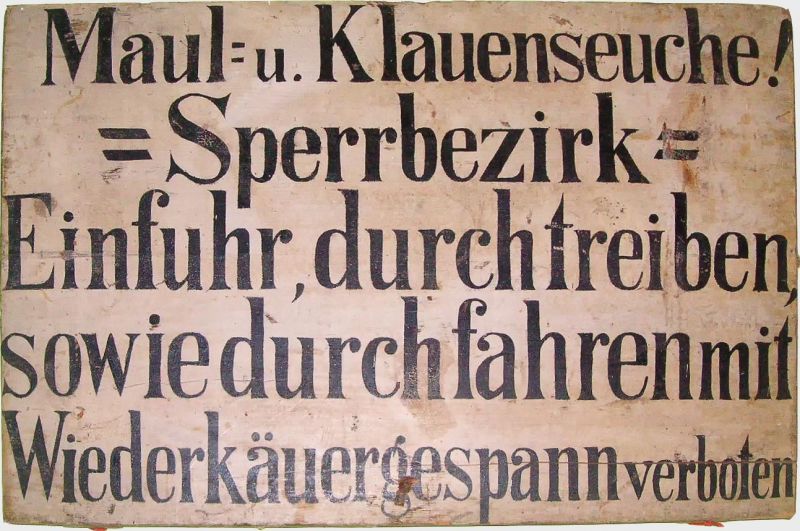 Maul= u. Klauenseuche!
= Sperrbezirk =
Einfuhr, durchtreiben,
sowie durchfahren mit
Wiederkäuergespann verboten